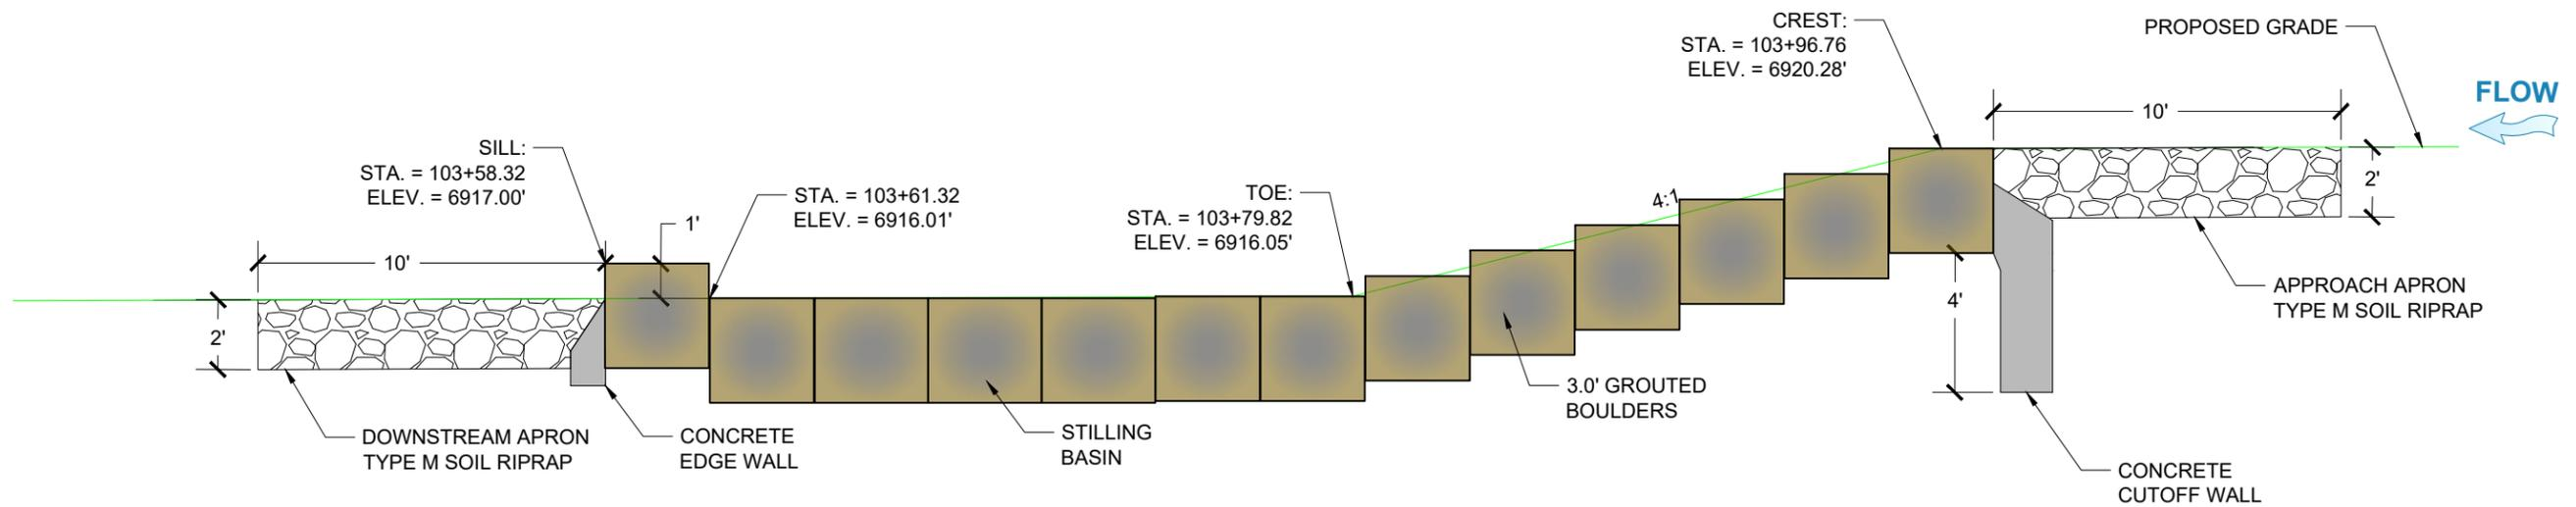 CREST:
STA. = 103+96.76
ELEV. = 6920.28'
PROPOSED GRADE
FLOW
10'
2'
SILL:
STA. = 103+58.32
ELEV. = 6917.00'
1'
STA. = 103+61.32
ELEV. = 6916.01'
TOE:
STA. = 103+79.82
ELEV. = 6916.05'
4:1
10'
2'
4'
APPROACH APRON
TYPE M SOIL RIPRAP
3.0' GROUTED
BOULDERS
DOWNSTREAM APRON
TYPE M SOIL RIPRAP
CONCRETE
EDGE WALL
STILLING
BASIN
CONCRETE
CUTOFF WALL